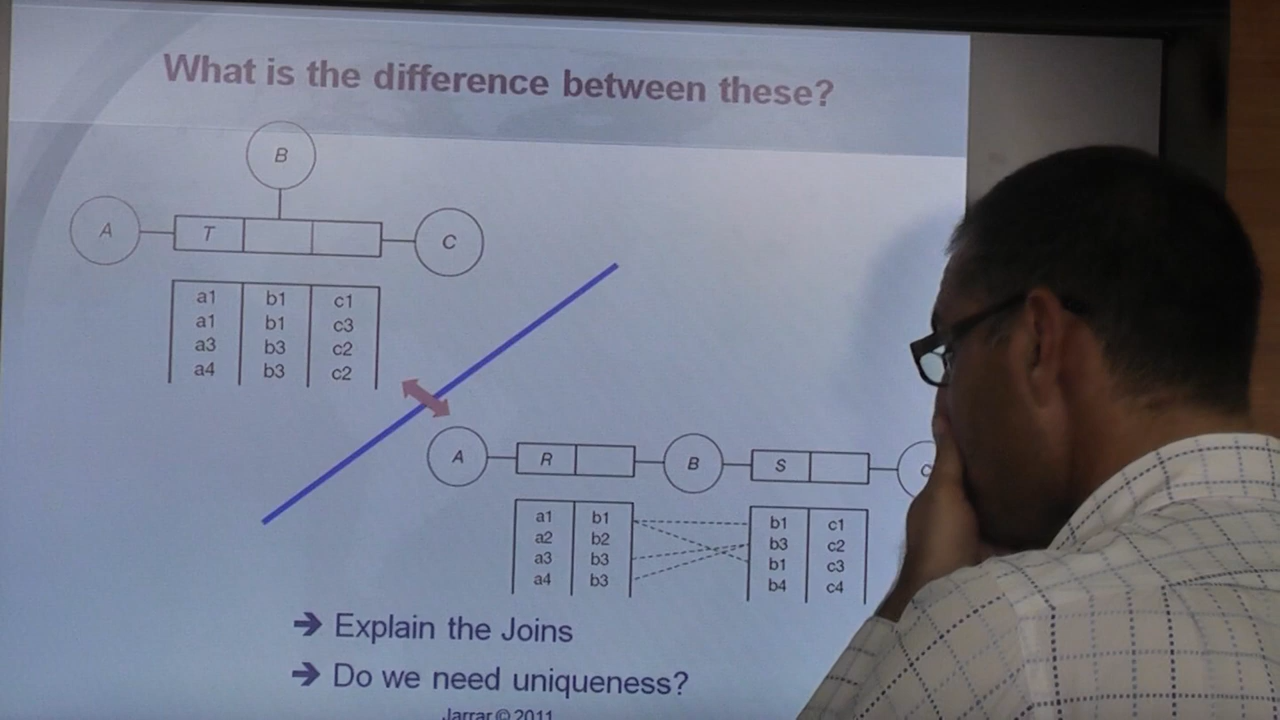 What is the difference between these?
B
A T C
a1 b1 c1
a1 b1 c3
a3 b3 c2
a4 b3 c2
A R B S C
a1 b1 b1 c1
a2 b2 b3 c2
a3 b3 b1 c3
a4 b3 b4 c4
➔ Explain the Joins
➔ Do we need uniqueness?
Jarrar © 2011